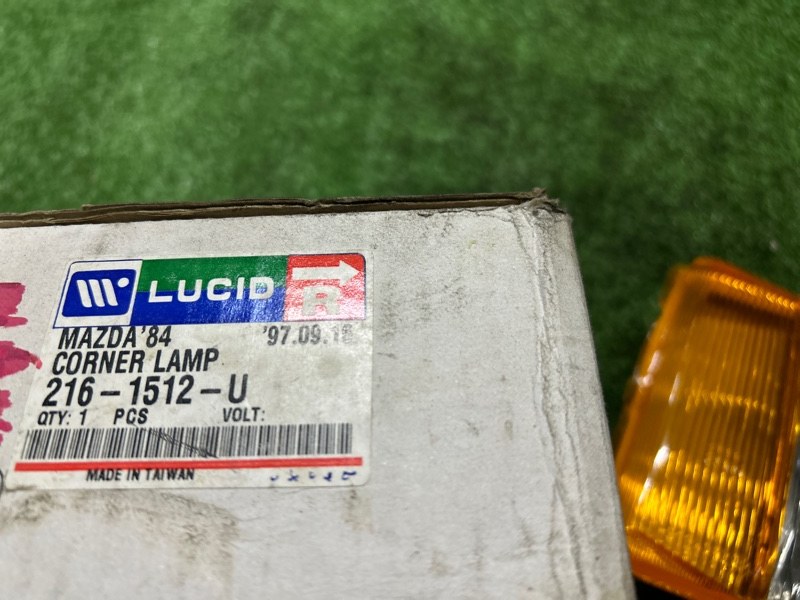 LUCID R
MAZDA '84 '97.09.18
CORNER LAMP
216-1512-U
QTY: 1 PCS VOLT:
MADE IN TAIWAN